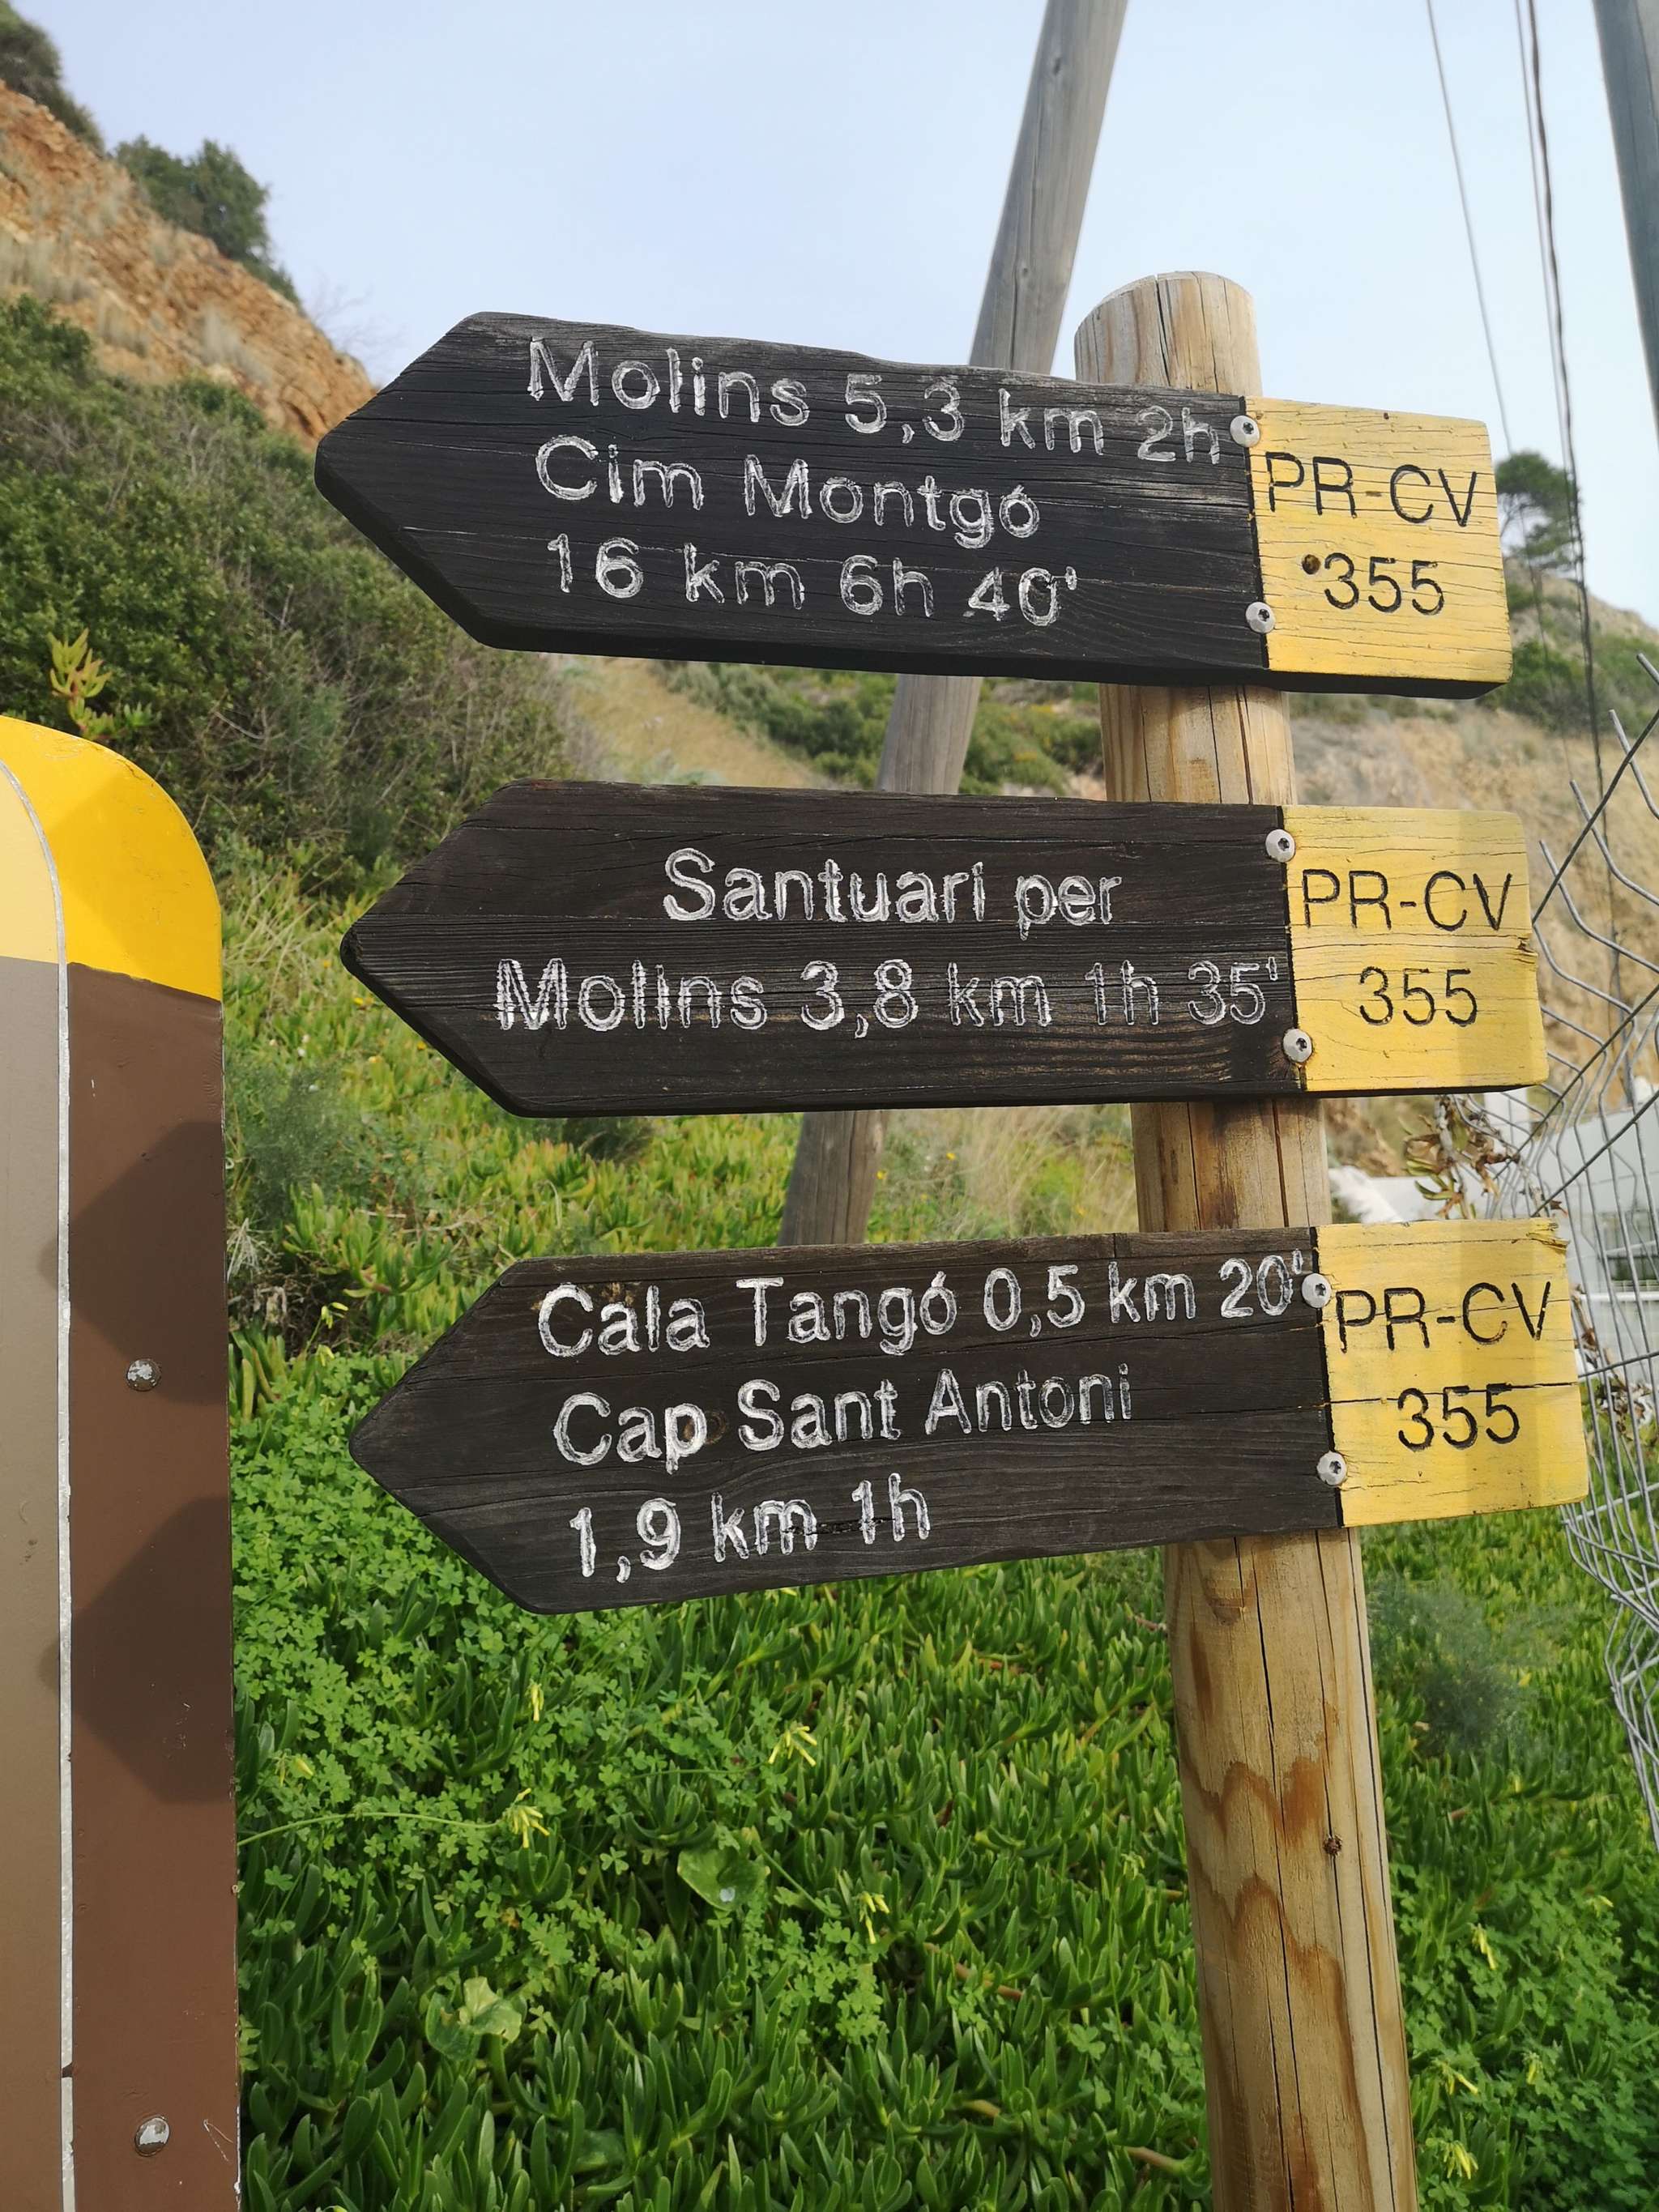 Molins 5,3 km 2h
Cim Montgó
16 km 6h 40'
PR-CV
355
Santuari per
Molins 3,8 km 1h 35'
PR-CV
355
Cala Tangó 0,5 km 20'
Cap Sant Antoni
1,9 km 1h
PR-CV
355